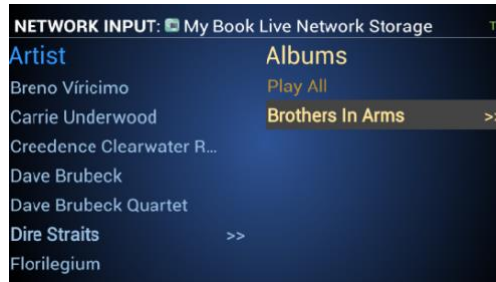 NETWORK INPUT: My Book Live Network Storage T
Artist
Breno Víricimo
Carrie Underwood
Creedence Clearwater R...
Dave Brubeck
Dave Brubeck Quartet
Dire Straits >>
Florilegium
Albums
Play All
Brothers In Arms >>